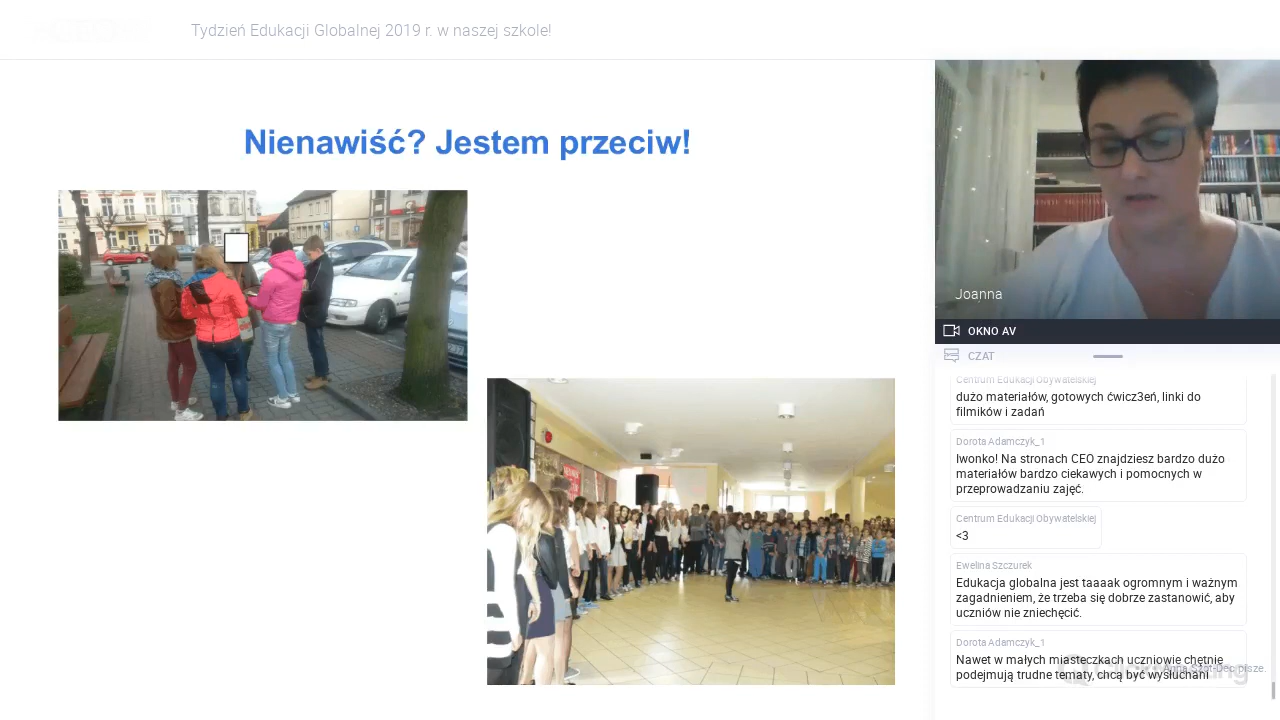 Tydzień Edukacji Globalnej 2019 r. w naszej szkole!
Nienawiść? Jestem przeciw!
Joanna
OKNO AV
CZAT
Centrum Edukacji Obywatelskiej
dużo materiałów, gotowych ćwicz3eń, linki do
filmików i zadań
Dorota Adamczyk_1
Iwonko! Na stronach CEO znajdziesz bardzo dużo
materiałów bardzo ciekawych i pomocnych w
przeprowadzaniu zajęć.
Centrum Edukacji Obywatelskiej
<3
Ewelina Szczurek
Edukacja globalna jest taaaak ogromnym i ważnym
zagadnieniem, że trzeba się dobrze zastanowić, aby
uczniów nie zniechęcić.
Dorota Adamczyk_1
Nawet w małych miasteczkach uczniowie chętnie
podejmują trudne tematy, chcą być wysłuchani
pisze.